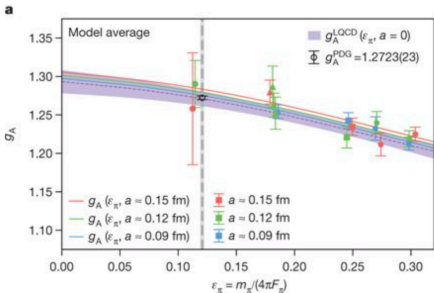 a
Model average
g_A^LQCD (ε_π, a = 0)
g_A^PDG = 1.2723(23)
1.35
1.30
1.25
1.20
1.15
1.10
g_A
g_A (ε_π, a ≈ 0.15 fm)
a ≈ 0.15 fm
g_A (ε_π, a ≈ 0.12 fm)
a ≈ 0.12 fm
g_A (ε_π, a ≈ 0.09 fm)
a ≈ 0.09 fm
0.00 0.05 0.10 0.15 0.20 0.25 0.30
ε_π = m_π/(4πF_π)